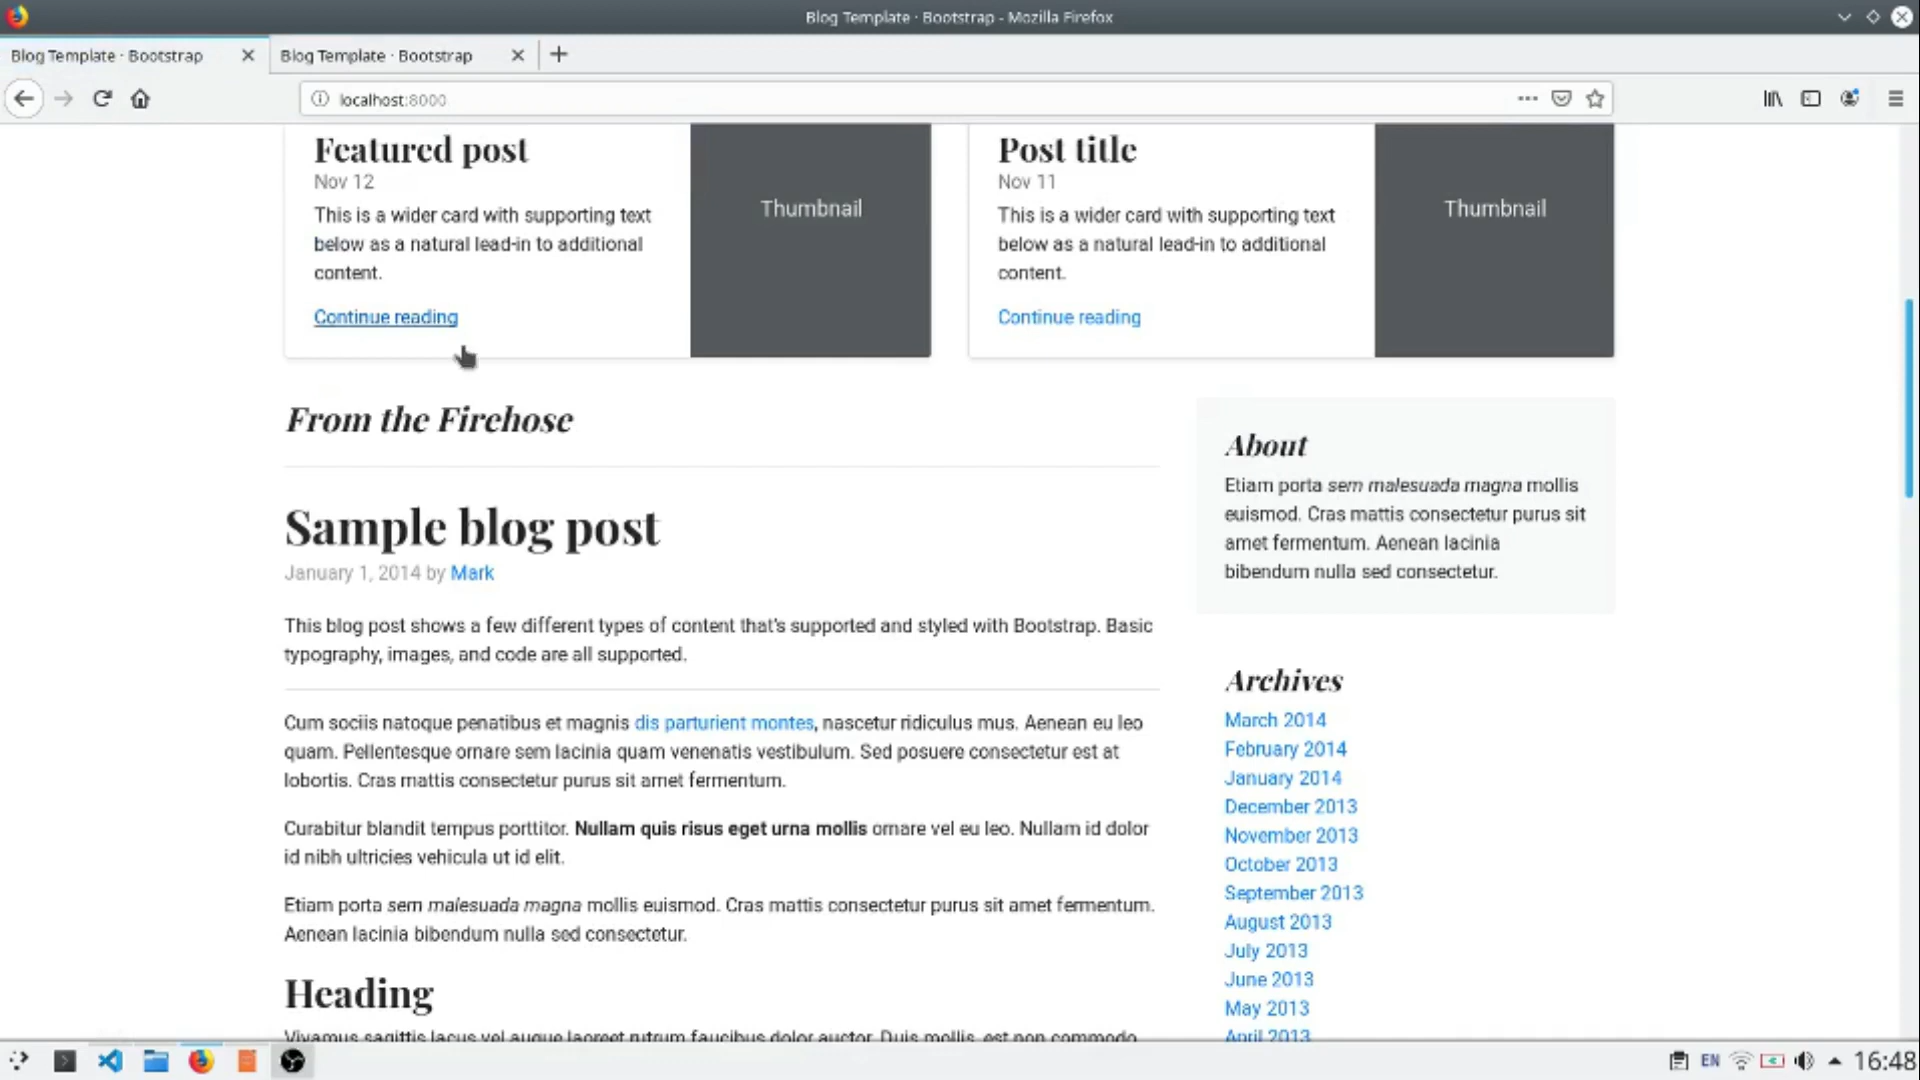 Blog Template · Bootstrap - Mozilla Firefox
Blog Template · Bootstrap
Blog Template · Bootstrap
localhost:8000
Featured post
Nov 12
This is a wider card with supporting text
below as a natural lead-in to additional
content.
Continue reading
Thumbnail
Post title
Nov 11
This is a wider card with supporting text
below as a natural lead-in to additional
content.
Continue reading
Thumbnail
From the Firehose
Sample blog post
January 1, 2014 by Mark
This blog post shows a few different types of content that's supported and styled with Bootstrap. Basic
typography, images, and code are all supported.
Cum sociis natoque penatibus et magnis dis parturient montes, nascetur ridiculus mus. Aenean eu leo
quam. Pellentesque ornare sem lacinia quam venenatis vestibulum. Sed posuere consectetur est at
lobortis. Cras mattis consectetur purus sit amet fermentum.
Curabitur blandit tempus porttitor. Nullam quis risus eget urna mollis ornare vel eu leo. Nullam id dolor
id nibh ultricies vehicula ut id elit.
Etiam porta sem malesuada magna mollis euismod. Cras mattis consectetur purus sit amet fermentum.
Aenean lacinia bibendum nulla sed consectetur.
Heading
Vivamus sagittis lacus vel augue laoreet rutrum faucibus dolor auctor. Duis mollis, est non commodo
About
Etiam porta sem malesuada magna mollis
euismod. Cras mattis consectetur purus sit
amet fermentum. Aenean lacinia
bibendum nulla sed consectetur.
Archives
March 2014
February 2014
January 2014
December 2013
November 2013
October 2013
September 2013
August 2013
July 2013
June 2013
May 2013
April 2013
EN
16:48